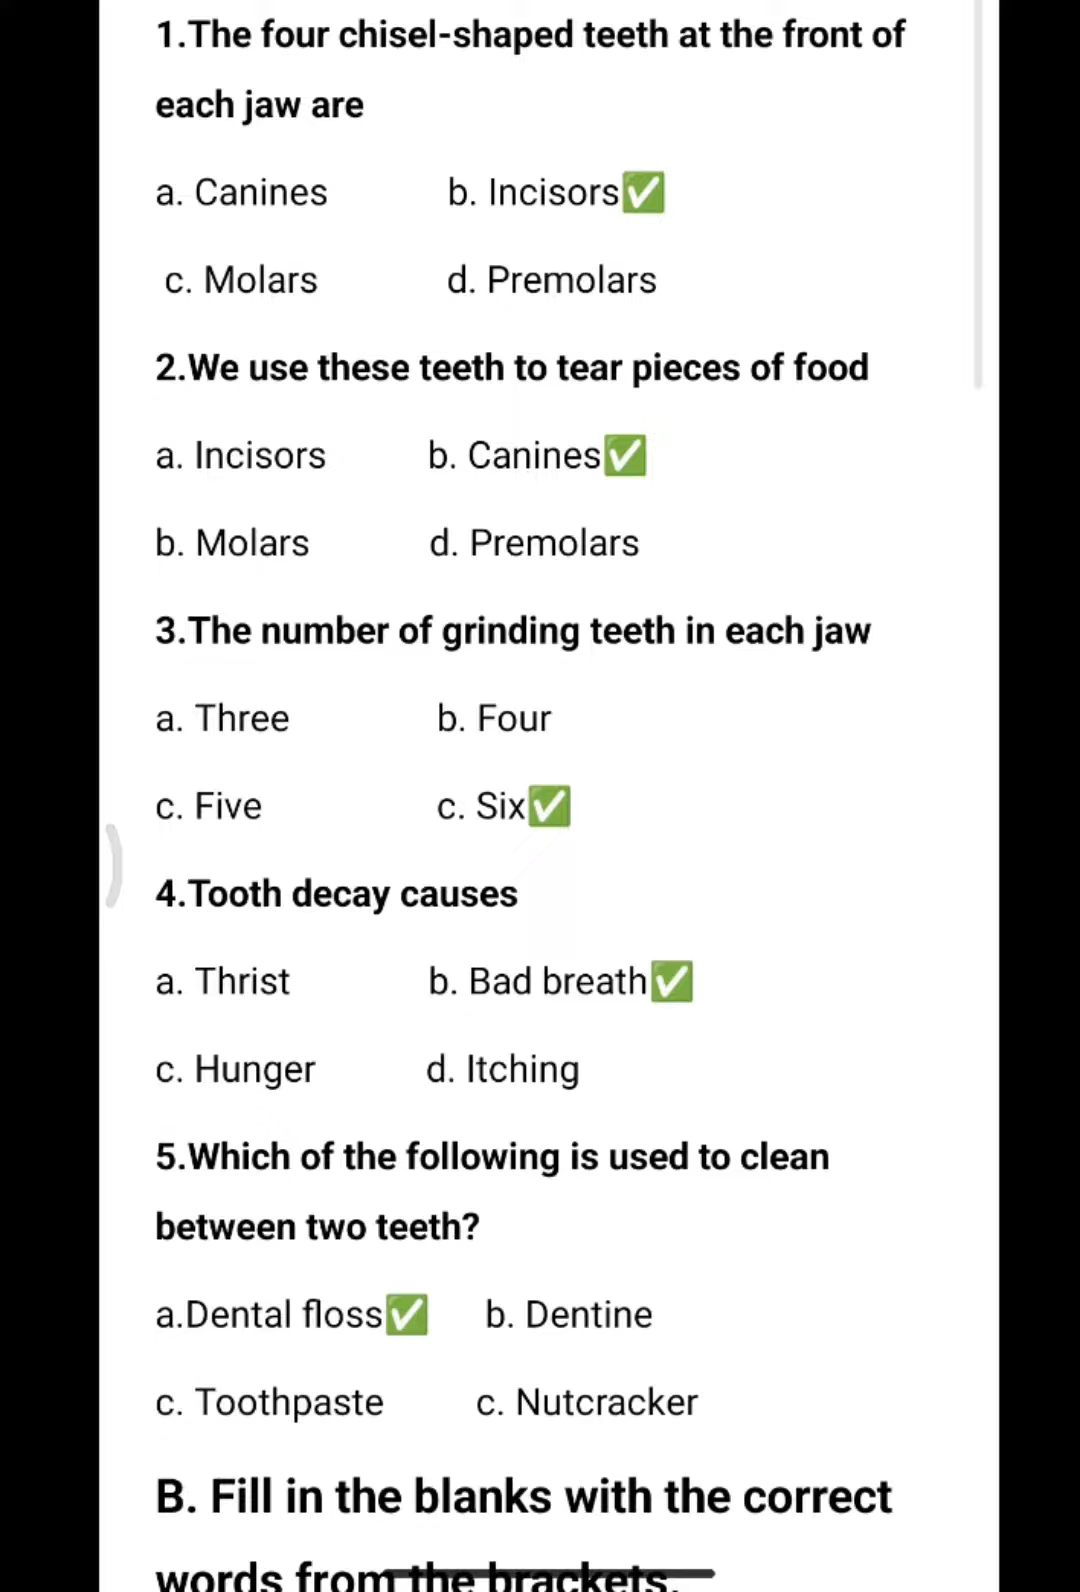 1.The four chisel-shaped teeth at the front of
each jaw are
a. Canines b. Incisors✅
c. Molars d. Premolars
2.We use these teeth to tear pieces of food
a. Incisors b. Canines✅
b. Molars d. Premolars
3.The number of grinding teeth in each jaw
a. Three b. Four
c. Five c. Six✅
4.Tooth decay causes
a. Thrist b. Bad breath✅
c. Hunger d. Itching
5.Which of the following is used to clean
between two teeth?
a.Dental floss✅ b. Dentine
c. Toothpaste c. Nutcracker
B. Fill in the blanks with the correct
words from the brackets.